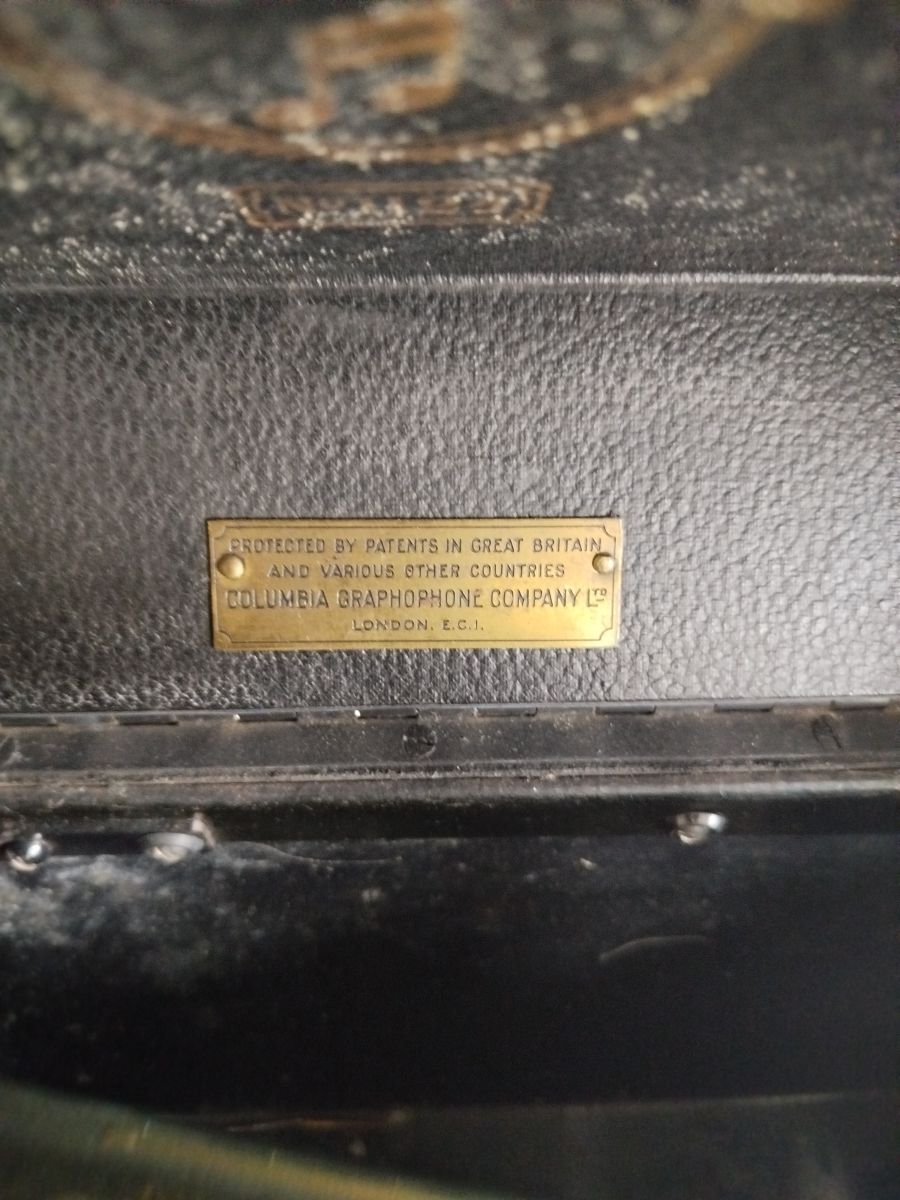 PROTECTED BY PATENTS IN GREAT BRITAIN
AND VARIOUS OTHER COUNTRIES
COLUMBIA GRAPHOPHONE COMPANY LTD
LONDON. E.C.1.